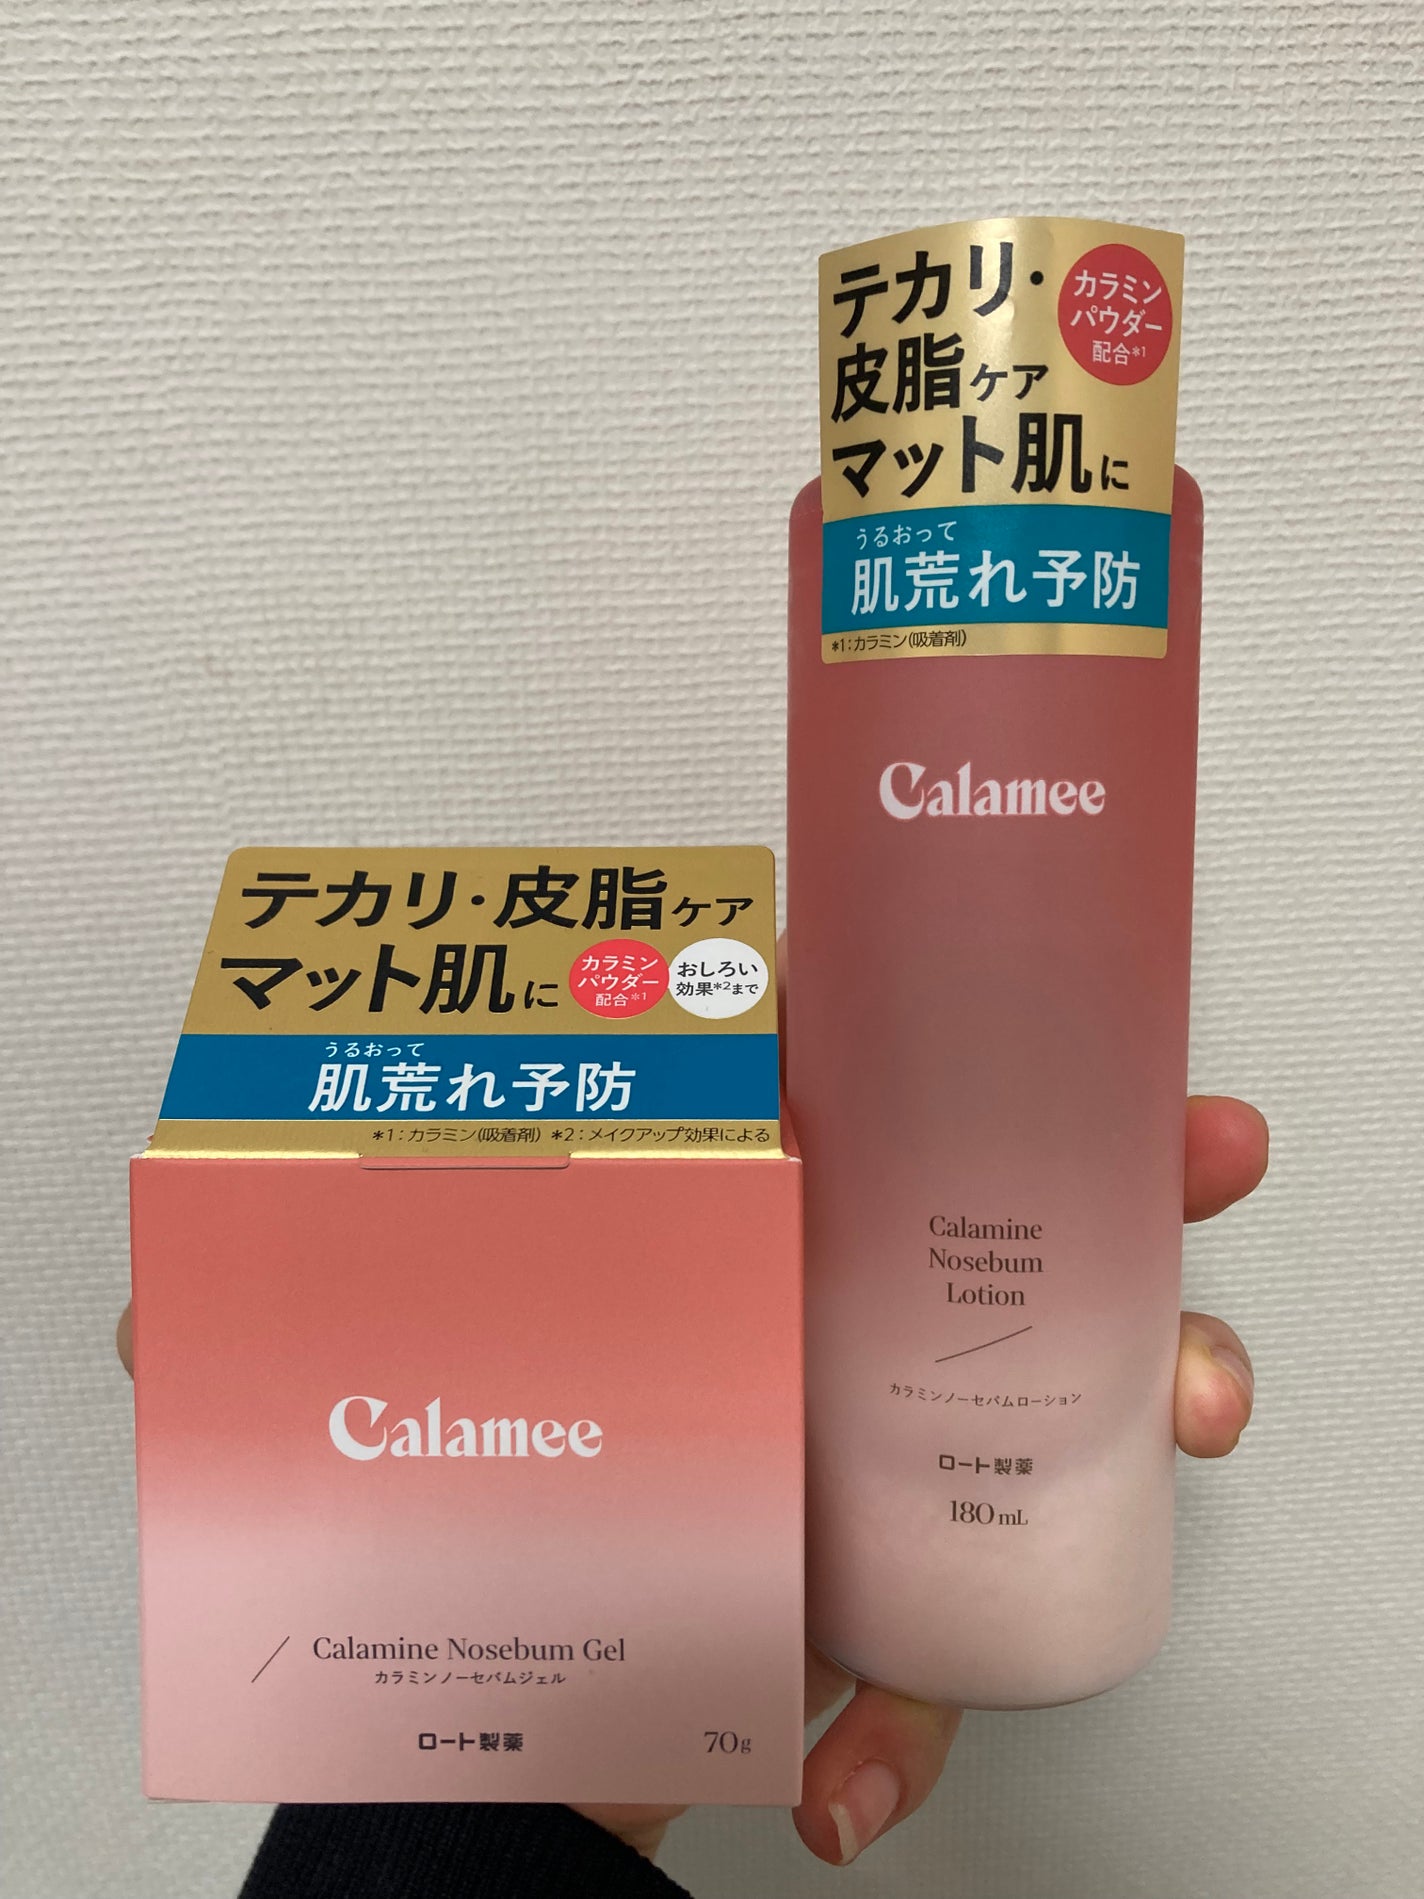 テカリ・
皮脂ケア
マット肌に
カラミン
パウダー
配合*1
うるおって
肌荒れ予防
*1:カラミン(吸着剤)
Calamee
Calamine
Nosebum
Lotion
カラミンノーセバムローション
ロート製薬
180mL
テカリ・皮脂ケア
マット肌に
カラミン
パウダー
配合*1
おしろい
効果*2まで
うるおって
肌荒れ予防
*1:カラミン(吸着剤) *2:メイクアップ効果による
Calamee
Calamine Nosebum Gel
カラミンノーセバムジェル
ロート製薬
70g